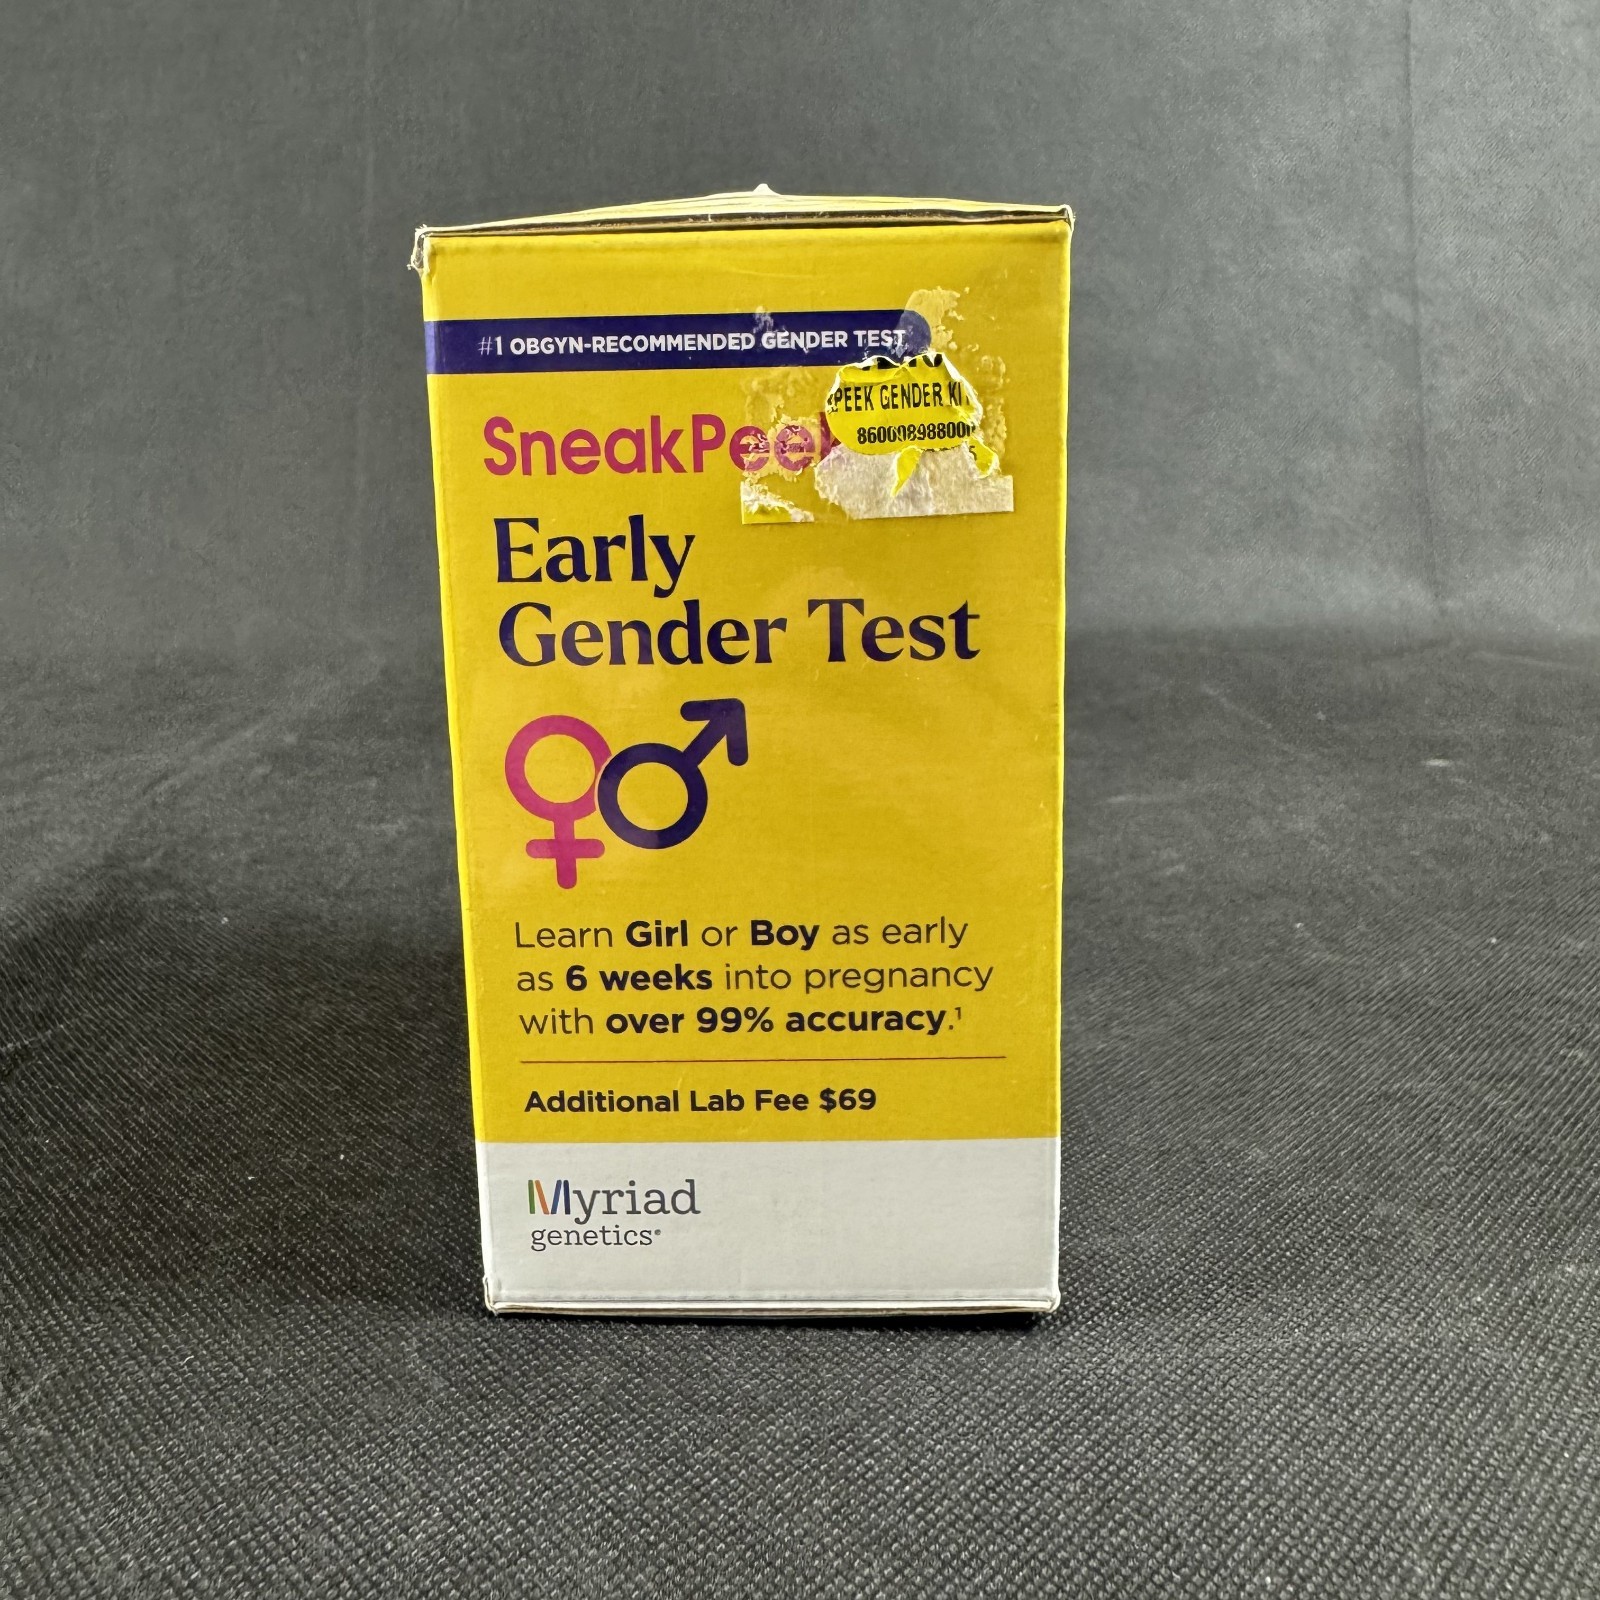 #1 OBGYN-RECOMMENDED GENDER TEST
PEEK GENDER KI
SneakPeek
Early
Gender Test
Learn Girl or Boy as early
as 6 weeks into pregnancy
with over 99% accuracy.¹
Additional Lab Fee $69
Myriad
genetics®